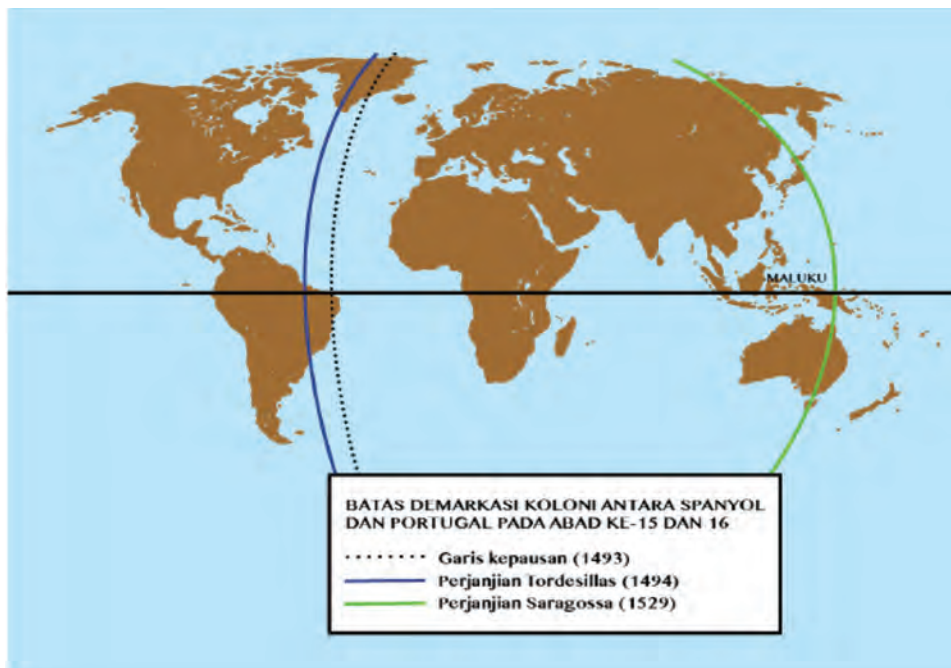 MALUKU
BATAS DEMARKASI KOLONI ANTARA SPANYOL
DAN PORTUGAL PADA ABAD KE-15 DAN 16
Garis kepausan (1493)
Perjanjian Tordesillas (1494)
Perjanjian Saragossa (1529)